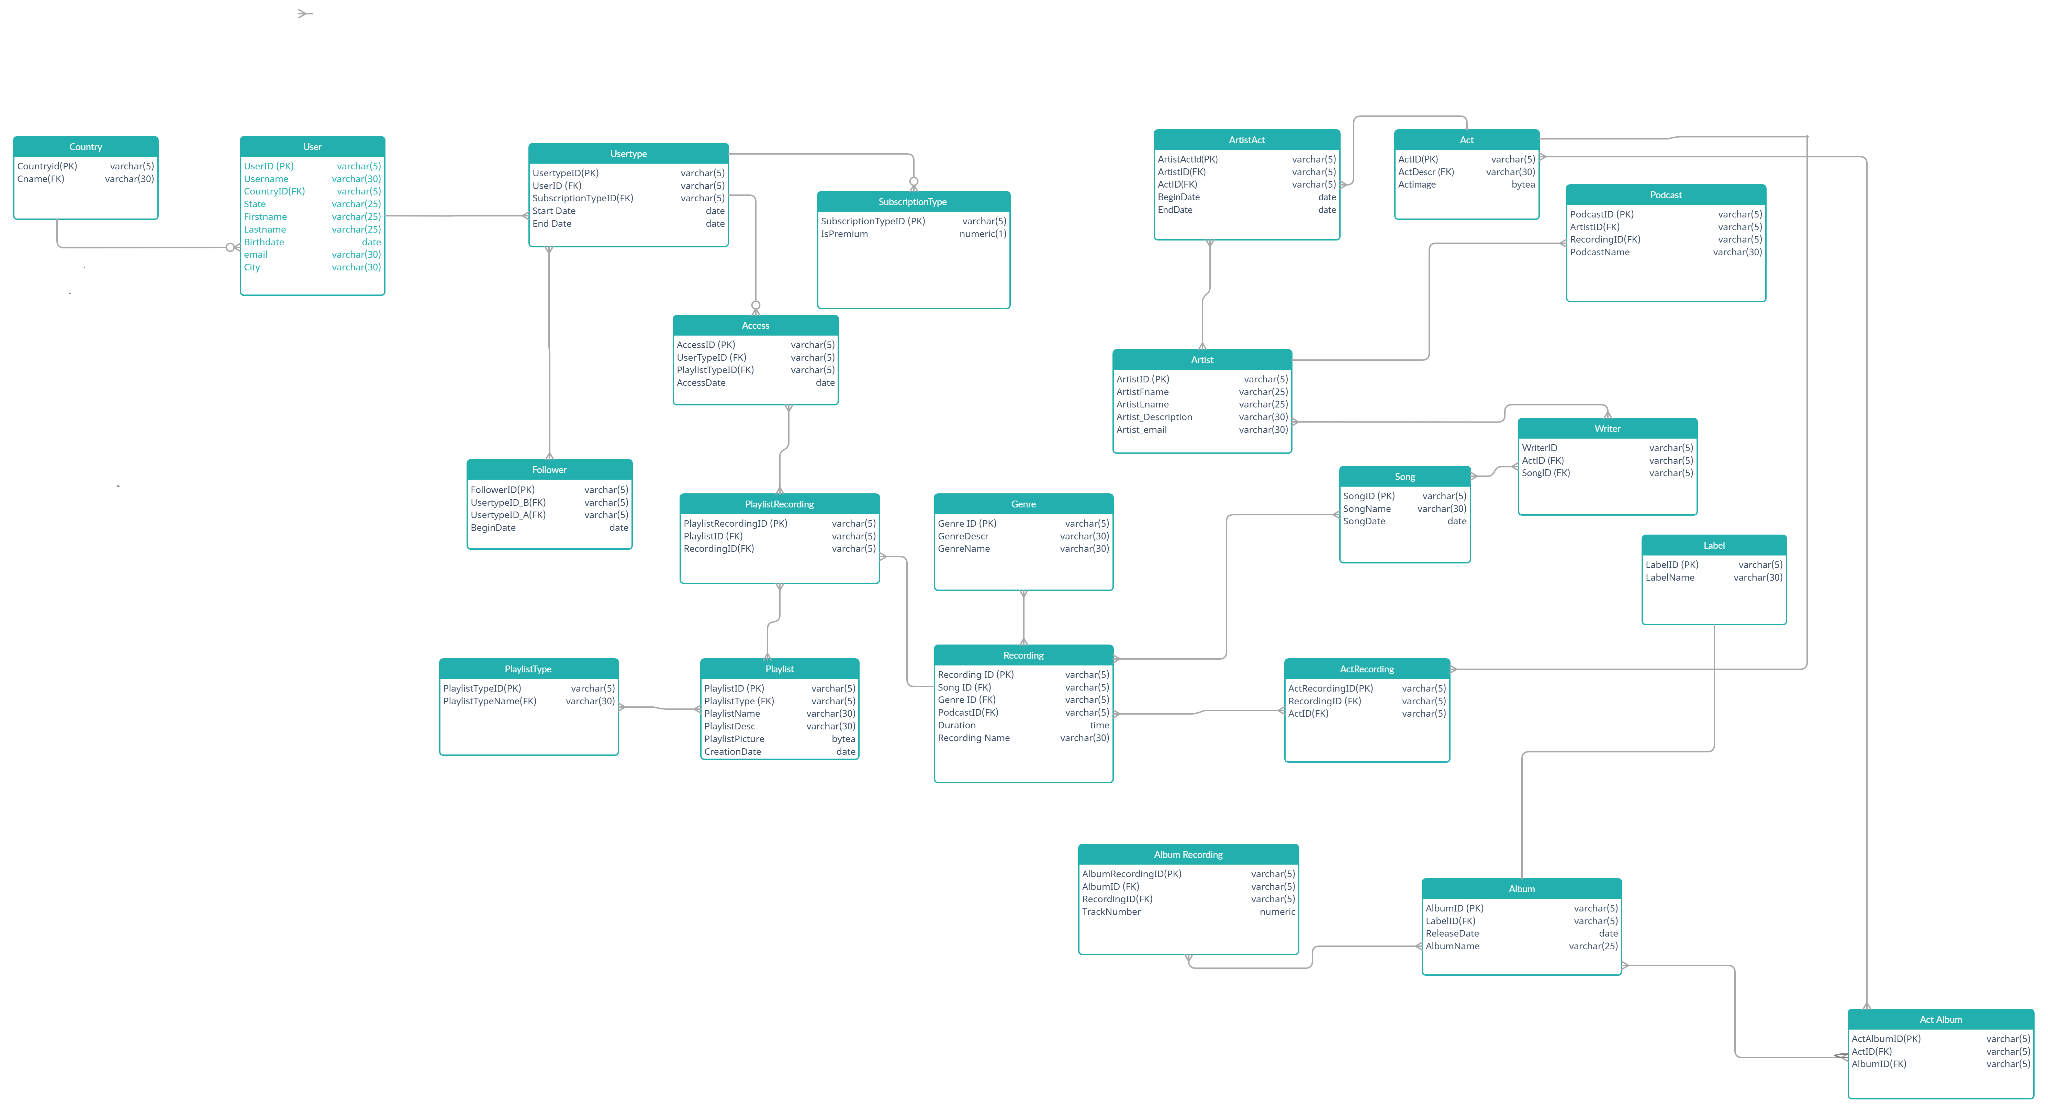 Country
Countryid(PK) varchar(5)
Cname(FK) varchar(30)
User
UserID (PK) varchar(5)
Username varchar(30)
CountryID(FK) varchar(5)
State varchar(25)
Firstname varchar(25)
Lastname varchar(25)
Birthdate date
email varchar(30)
City varchar(30)
Usertype
UsertypeID(PK) varchar(5)
UserID (FK) varchar(5)
SubscriptionTypeID(FK) varchar(5)
Start Date date
End Date date
SubscriptionType
SubscriptionTypeID (PK) varchar(5)
IsPremium numeric(1)
Access
AccessID (PK) varchar(5)
UserTypeID (FK) varchar(5)
PlaylistTypeID(FK) varchar(5)
AccessDate date
Follower
FollowerID(PK) varchar(5)
UsertypeID_B(FK) varchar(5)
UsertypeID_A(FK) varchar(5)
BeginDate date
PlaylistRecording
PlaylistRecordingID (PK) varchar(5)
PlaylistID (FK) varchar(5)
RecordingID(FK) varchar(5)
Genre
Genre ID (PK) varchar(5)
GenreDescr varchar(30)
GenreName varchar(30)
PlaylistType
PlaylistTypeID(PK) varchar(5)
PlaylistTypeName(FK) varchar(30)
Playlist
PlaylistID (PK) varchar(5)
PlaylistType (FK) varchar(5)
PlaylistName varchar(30)
PlaylistDesc varchar(30)
PlaylistPicture bytea
CreationDate date
Recording
Recording ID (PK) varchar(5)
Song ID (FK) varchar(5)
Genre ID (FK) varchar(5)
PodcastID(FK) varchar(5)
Duration time
Recording Name varchar(30)
ArtistAct
ArtistActId(PK) varchar(5)
ArtistID(FK) varchar(5)
ActID(FK) varchar(5)
BeginDate date
EndDate date
Act
ActID(PK) varchar(5)
ActDescr (FK) varchar(30)
Actimage bytea
Podcast
PodcastID (PK) varchar(5)
ArtistID(FK) varchar(5)
RecordingID(FK) varchar(5)
PodcastName varchar(30)
Artist
ArtistID (PK) varchar(5)
ArtistFname varchar(25)
ArtistLname varchar(25)
Artist_Description varchar(30)
Artist_email varchar(30)
Writer
WriterID varchar(5)
ActID (FK) varchar(5)
SongID (FK) varchar(5)
Song
SongID (PK) varchar(5)
SongName varchar(30)
SongDate date
Label
LabelID (PK) varchar(5)
LabelName varchar(30)
ActRecording
ActRecordingID(PK) varchar(5)
RecordingID (FK) varchar(5)
ActID(FK) varchar(5)
Album Recording
AlbumRecordingID(PK) varchar(5)
AlbumID (FK) varchar(5)
RecordingID(FK) varchar(5)
TrackNumber numeric
Album
AlbumID (PK) varchar(5)
LabelID(FK) varchar(5)
ReleaseDate date
AlbumName varchar(25)
Act Album
ActAlbumID(PK) varchar(5)
ActID(FK) varchar(5)
AlbumID(FK) varchar(5)